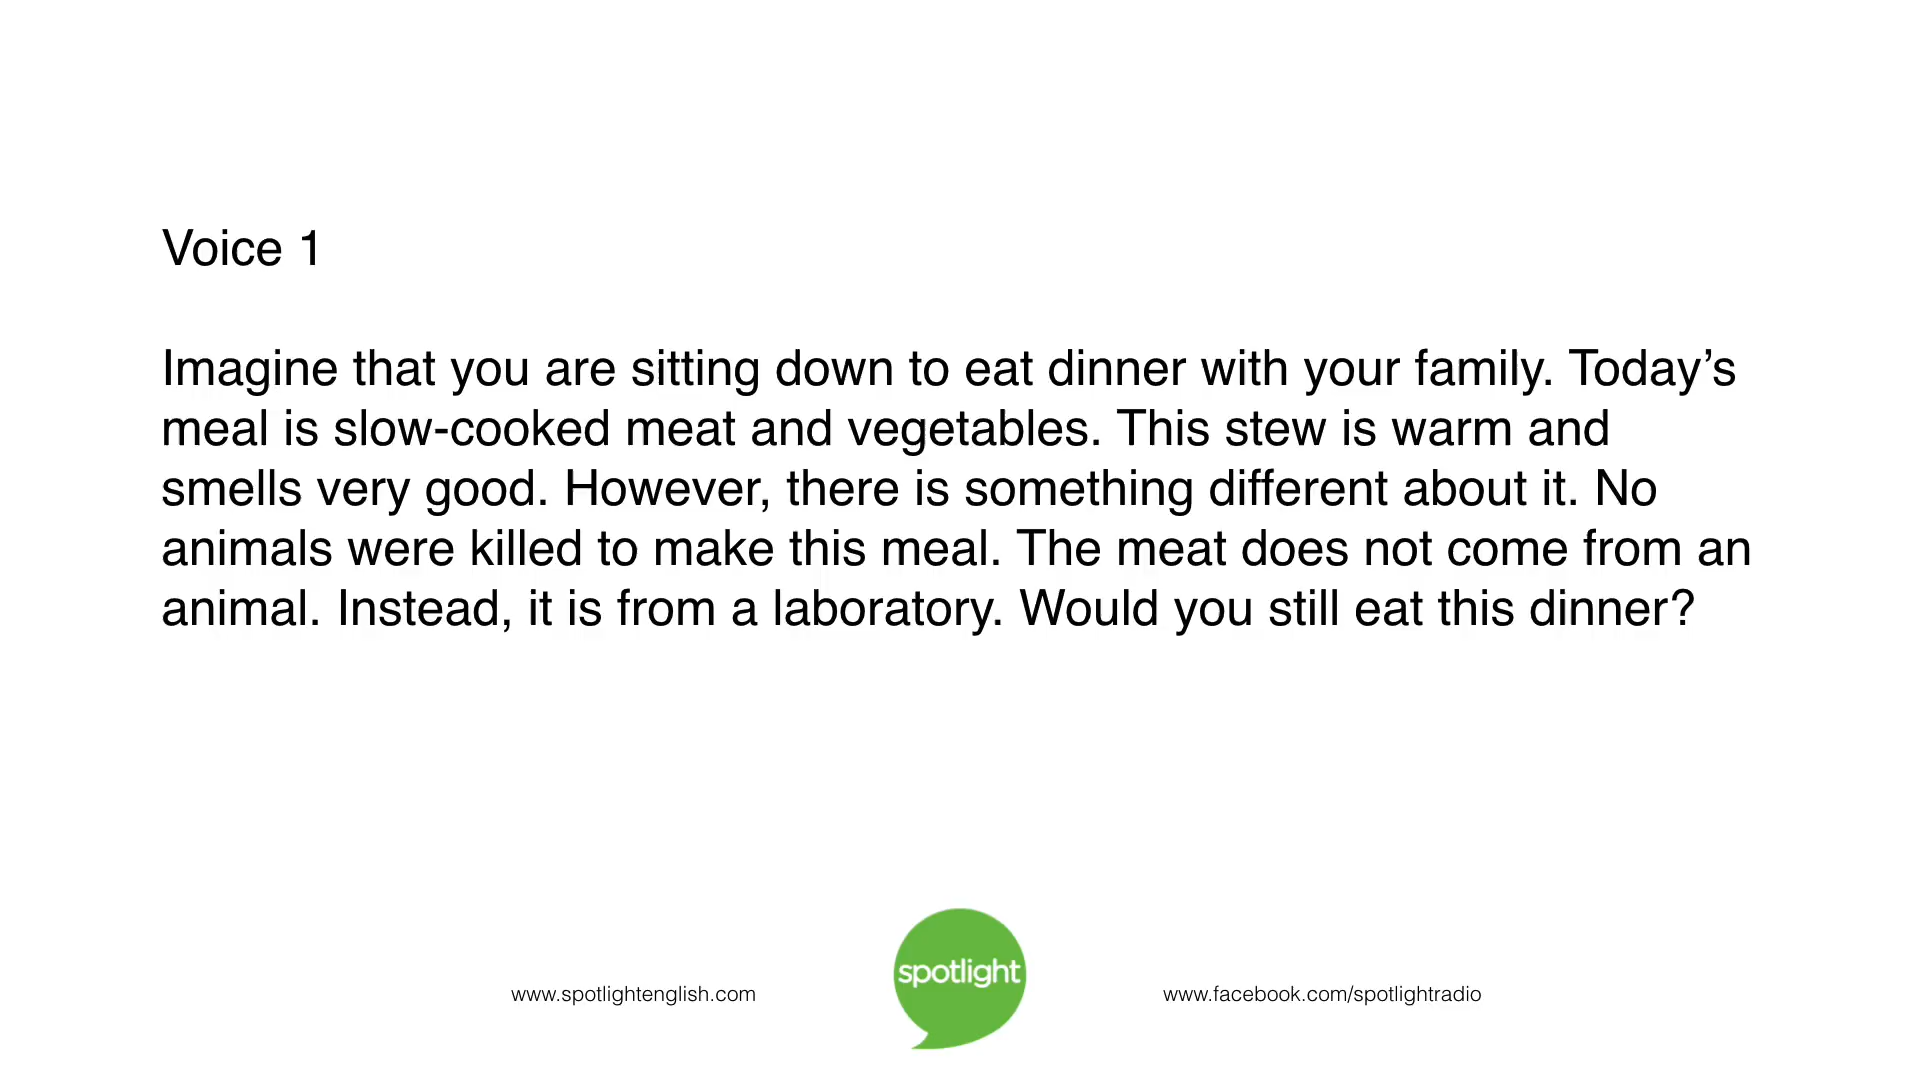 Voice 1
Imagine that you are sitting down to eat dinner with your family. Today’s
meal is slow-cooked meat and vegetables. This stew is warm and
smells very good. However, there is something different about it. No
animals were killed to make this meal. The meat does not come from an
animal. Instead, it is from a laboratory. Would you still eat this dinner?
www.spotlightenglish.com
spotlight
www.facebook.com/spotlightradio